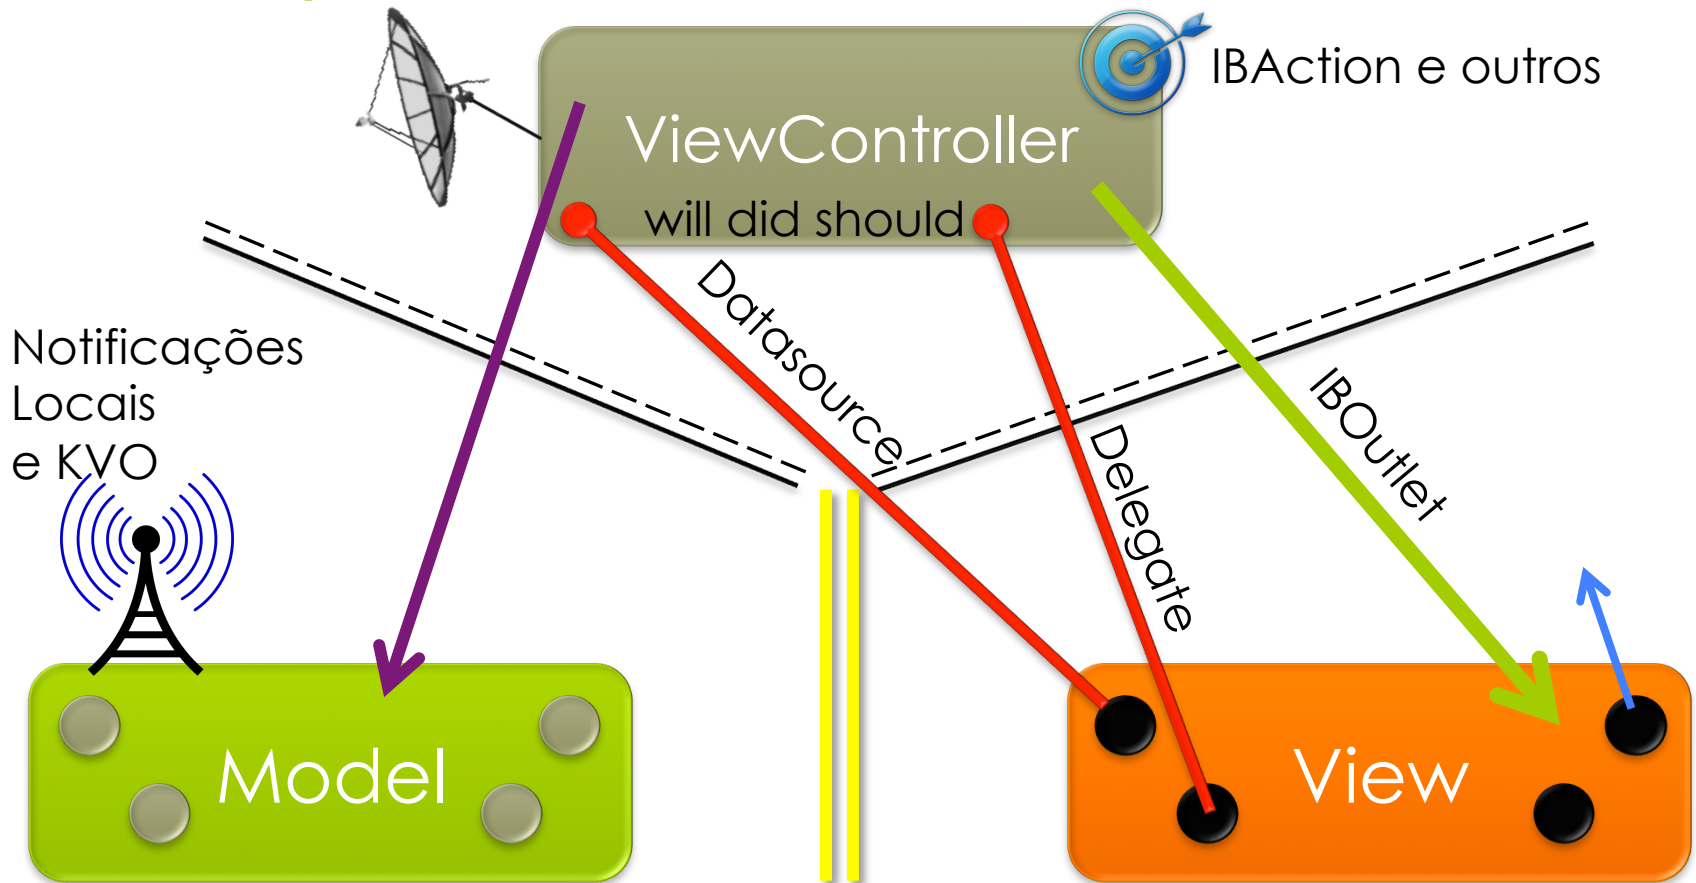 IBAction e outros
ViewController
will did should
Datasource
Notificações
Locais
e KVO
IBOutlet
Delegate
Model
View